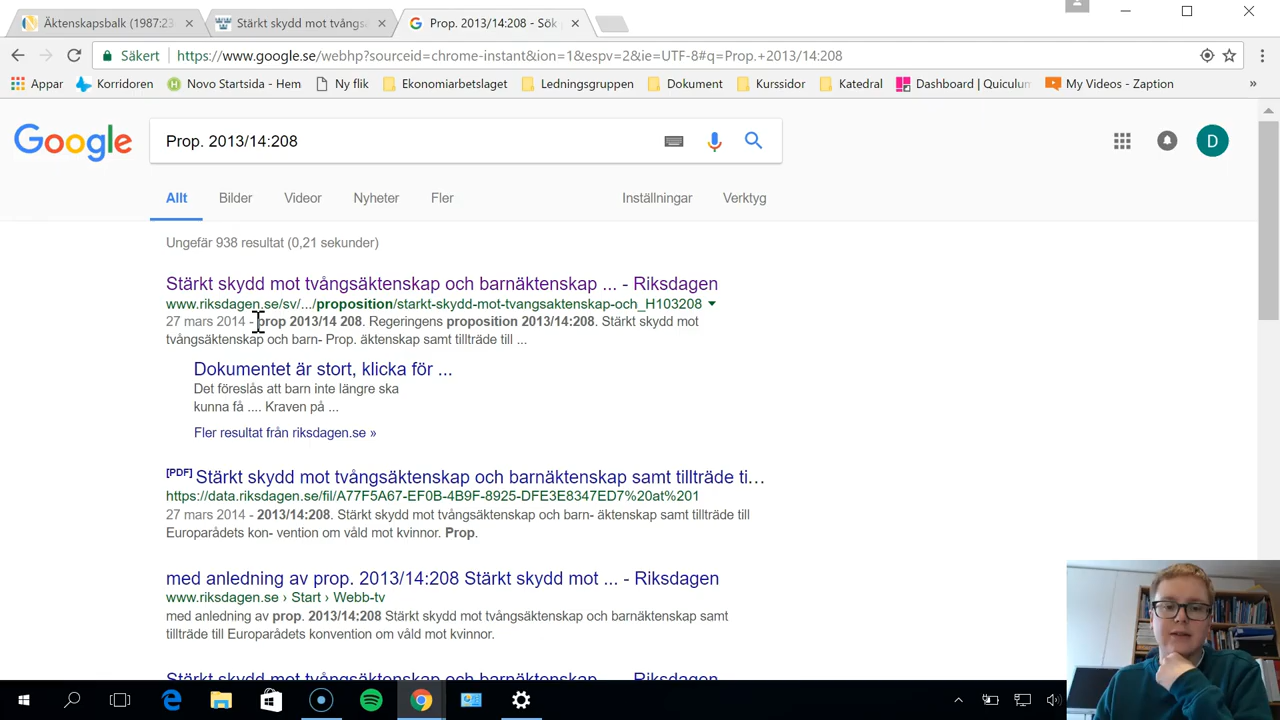 Äktenskapsbalk (1987:23
Stärkt skydd mot tvångs
Prop. 2013/14:208 - Sök
Säkert
https://www.google.se/webhp?sourceid=chrome-instant&ion=1&espv=2&ie=UTF-8#q=Prop.+2013/14:208
Appar
Korridoren
Novo Startsida - Hem
Ny flik
Ekonomiarbetslaget
Ledningsgruppen
Dokument
Kurssidor
Katedral
Dashboard | Quiculum
My Videos - Zaption
»
Google
Prop. 2013/14:208
D
Allt
Bilder
Videor
Nyheter
Fler
Inställningar
Verktyg
Ungefär 938 resultat (0,21 sekunder)
Stärkt skydd mot tvångsäktenskap och barnäktenskap ... - Riksdagen
www.riksdagen.se/sv/.../proposition/starkt-skydd-mot-tvangsaktenskap-och_H103208
27 mars 2014 - prop 2013/14 208. Regeringens proposition 2013/14:208. Stärkt skydd mot
tvångsäktenskap och barn- Prop. äktenskap samt tillträde till ...
Dokumentet är stort, klicka för ...
Det föreslås att barn inte längre ska
kunna få .... Kraven på ...
Fler resultat från riksdagen.se »
[PDF] Stärkt skydd mot tvångsäktenskap och barnäktenskap samt tillträde ti...
https://data.riksdagen.se/fil/A77F5A67-EF0B-4B9F-8925-DFE3E8347ED7%20at%201
27 mars 2014 - 2013/14:208. Stärkt skydd mot tvångsäktenskap och barn- äktenskap samt tillträde till
Europarådets kon- vention om våld mot kvinnor. Prop.
med anledning av prop. 2013/14:208 Stärkt skydd mot ... - Riksdagen
www.riksdagen.se › Start › Webb-tv
med anledning av prop. 2013/14:208 Stärkt skydd mot tvångsäktenskap och barnäktenskap samt
tillträde till Europarådets konvention om våld mot kvinnor.
Stärkt skydd mot tvångsäktenskap och barnäktenskap ... - Riksdagen